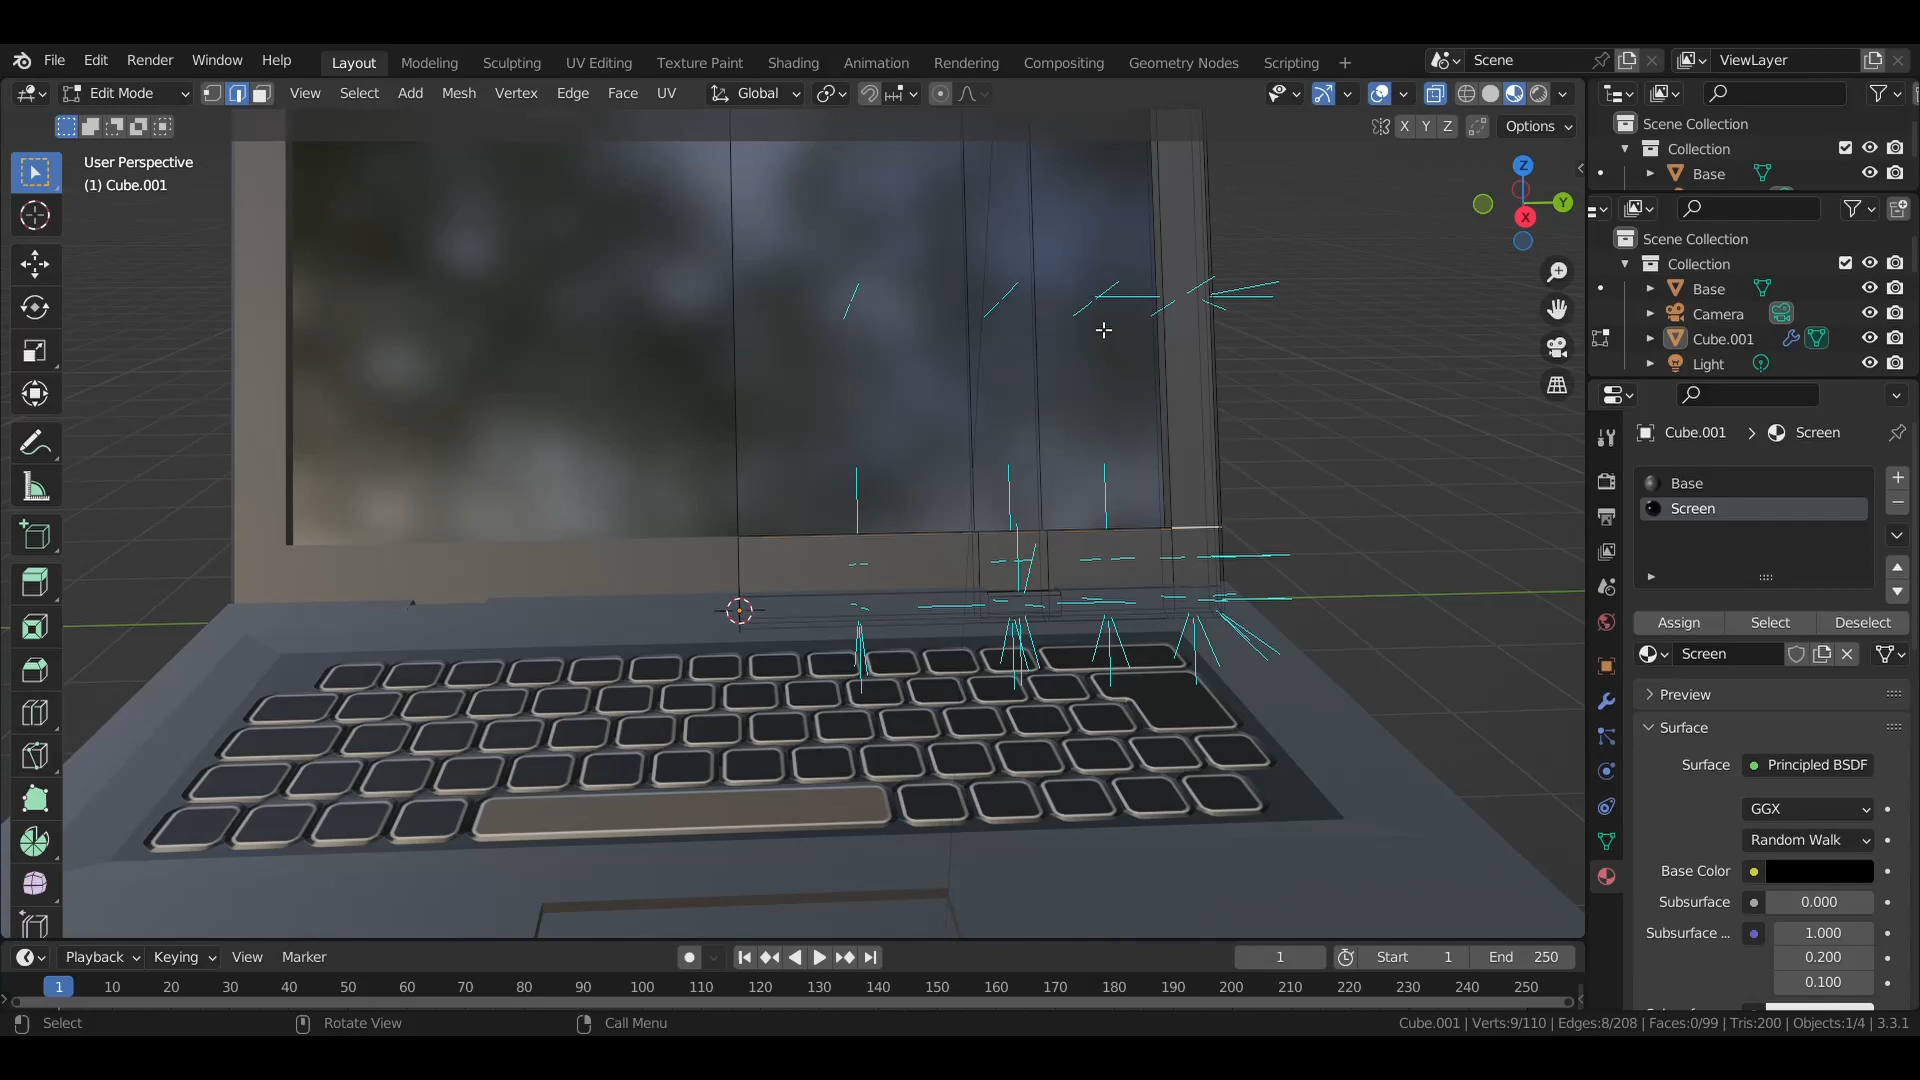 File Edit Render Window Help Layout Modeling Sculpting UV Editing Texture Paint Shading Animation Rendering Compositing Geometry Nodes Scripting + Scene ViewLayer
Edit Mode View Select Add Mesh Vertex Edge Face UV Global
X Y Z Options
User Perspective
(1) Cube.001
Z
Y
X
Scene Collection
Collection
Base
Scene Collection
Collection
Base
Camera
Cube.001
Light
Cube.001 > Screen
Base
Screen
Assign Select Deselect
Screen
Preview
Surface
Surface Principled BSDF
GGX
Random Walk
Base Color
Subsurface 0.000
Subsurface ... 1.000
0.200
0.100
Playback Keying View Marker 1 Start 1 End 250
1 10 20 30 40 50 60 70 80 90 100 110 120 130 140 150 160 170 180 190 200 210 220 230 240 250
Select Rotate View Call Menu Cube.001 | Verts:9/110 | Edges:8/208 | Faces:0/99 | Tris:200 | Objects:1/4 | 3.3.1